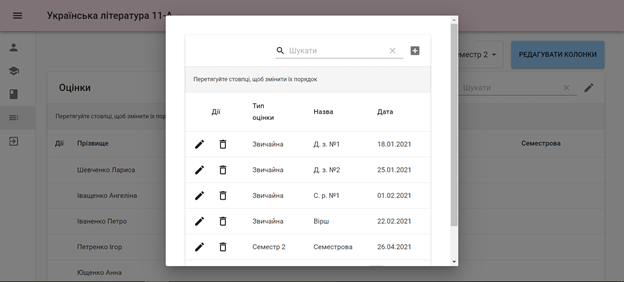 Українська література 11-А
местр 2
РЕДАГУВАТИ КОЛОНКИ
Оцінки
Шукати
Перетягуйте стовпці, щоб змінити їх пор
Дії Прізвище Семестрова
Шевченко Лариса
Іващенко Ангеліна
Іваненко Петро
Петренко Ігор
Ющенко Анна
Шукати
Перетягуйте стовпці, щоб змінити їх порядок
Дії Тип оцінки Назва Дата
Звичайна Д. з. №1 18.01.2021
Звичайна Д. з. №2 25.01.2021
Звичайна С. р. №1 01.02.2021
Звичайна Вірш 22.02.2021
Семестр 2 Семестрова 26.04.2021